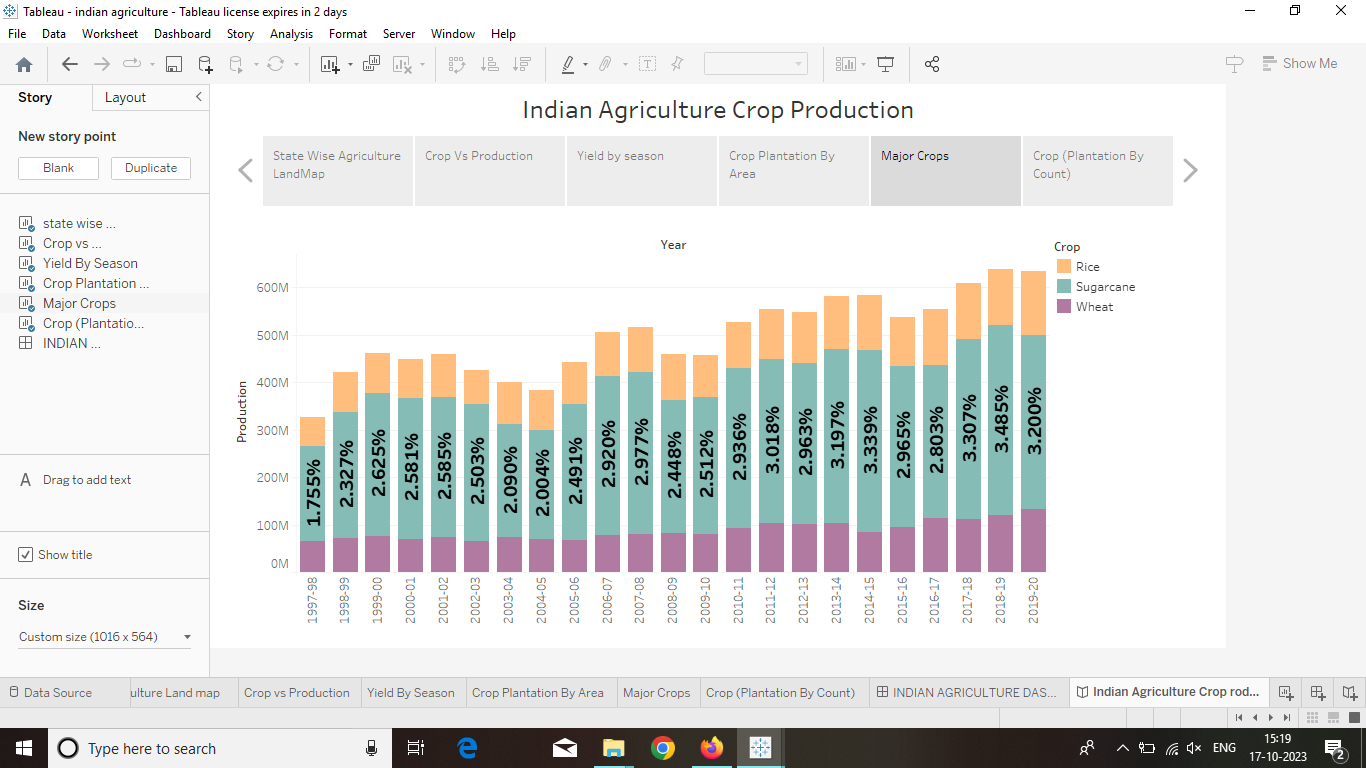 Tableau - indian agriculture - Tableau license expires in 2 days
File Data Worksheet Dashboard Story Analysis Format Server Window Help
Show Me
Story Layout
New story point
Blank Duplicate
state wise ...
Crop vs ...
Yield By Season
Crop Plantation ...
Major Crops
Crop (Plantatio...
INDIAN ...
A Drag to add text
Show title
Size
Custom size (1016 x 564)
Indian Agriculture Crop Production
State Wise Agriculture
LandMap
Crop Vs Production
Yield by season
Crop Plantation By
Area
Major Crops
Crop (Plantation By
Count)
Year
Crop
Rice
Sugarcane
Wheat
Production
600M
500M
400M
300M
200M
100M
0M
1.755%
2.327%
2.625%
2.581%
2.585%
2.503%
2.090%
2.004%
2.491%
2.920%
2.977%
2.448%
2.512%
2.936%
3.018%
2.963%
3.197%
3.339%
2.965%
2.803%
3.307%
3.485%
3.200%
1997-98
1998-99
1999-00
2000-01
2001-02
2002-03
2003-04
2004-05
2005-06
2006-07
2007-08
2008-09
2009-10
2010-11
2011-12
2012-13
2013-14
2014-15
2015-16
2016-17
2017-18
2018-19
2019-20
Data Source ulture Land map Crop vs Production Yield By Season Crop Plantation By Area Major Crops Crop (Plantation By Count) INDIAN AGRICULTURE DAS... Indian Agriculture Crop rod...
Type here to search
ENG
15:19
17-10-2023
2